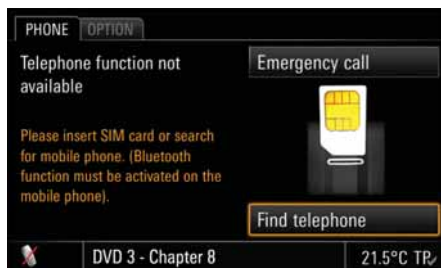 PHONE OPTION
Telephone function not
available
Emergency call
Please insert SIM card or search
for mobile phone. (Bluetooth
function must be activated on the
mobile phone).
Find telephone
DVD 3 - Chapter 8
21.5°C TR